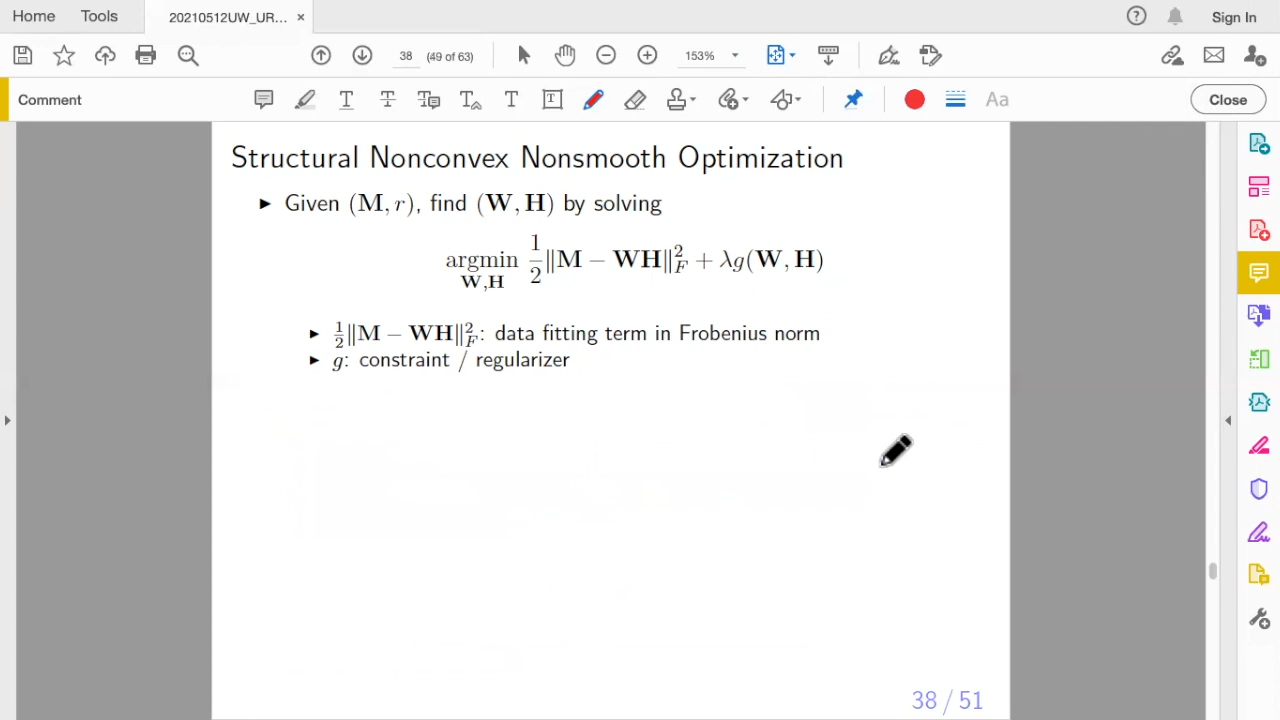 Home Tools 20210512UW_UR... × Sign In
38 (49 of 63) 153%
Comment Aa Close
Structural Nonconvex Nonsmooth Optimization
▶ Given (M, r), find (W, H) by solving
argmin W,H 1/2 ‖M − WH‖²_F + λg(W, H)
▶ 1/2 ‖M − WH‖²_F: data fitting term in Frobenius norm
▶ g: constraint / regularizer
38 / 51